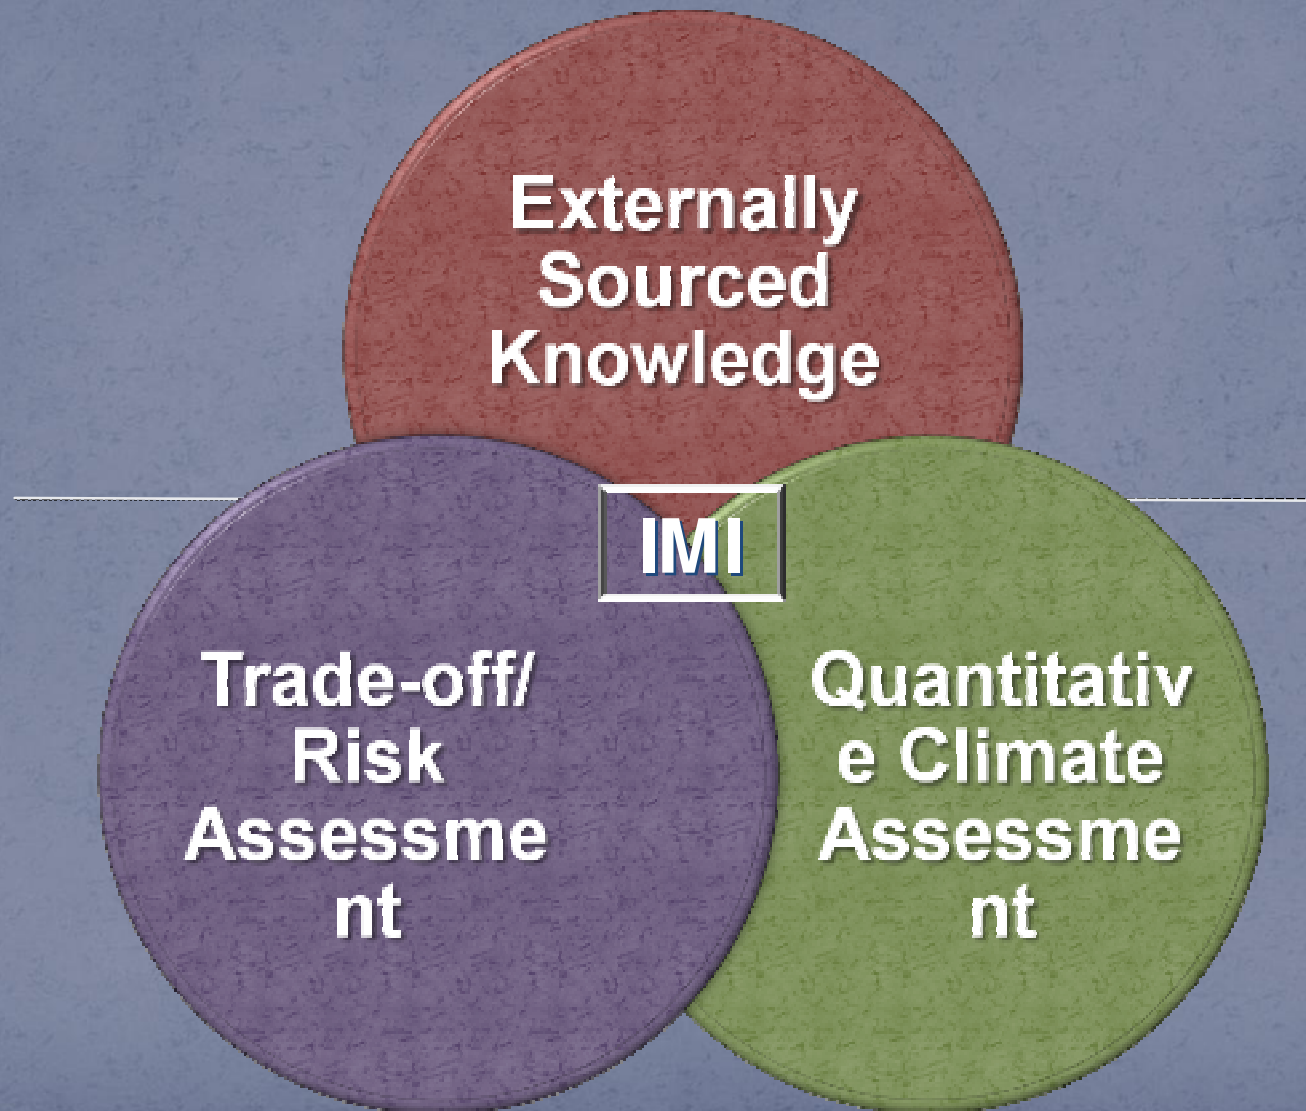 Externally
Sourced
Knowledge
IMI
Trade-off/
Risk
Assessme
nt
Quantitativ
e Climate
Assessme
nt